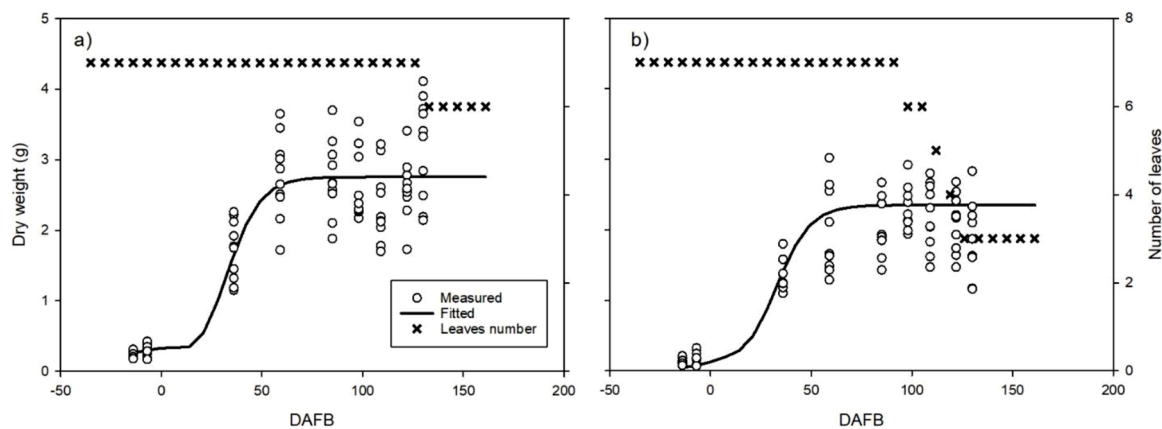 a)
b)
5
4
3
2
1
0
Dry weight (g)
Measured
Fitted
Leaves number
8
6
4
2
0
Number of leaves
-50 0 50 100 150 200
-50 0 50 100 150 200
DAFB
DAFB